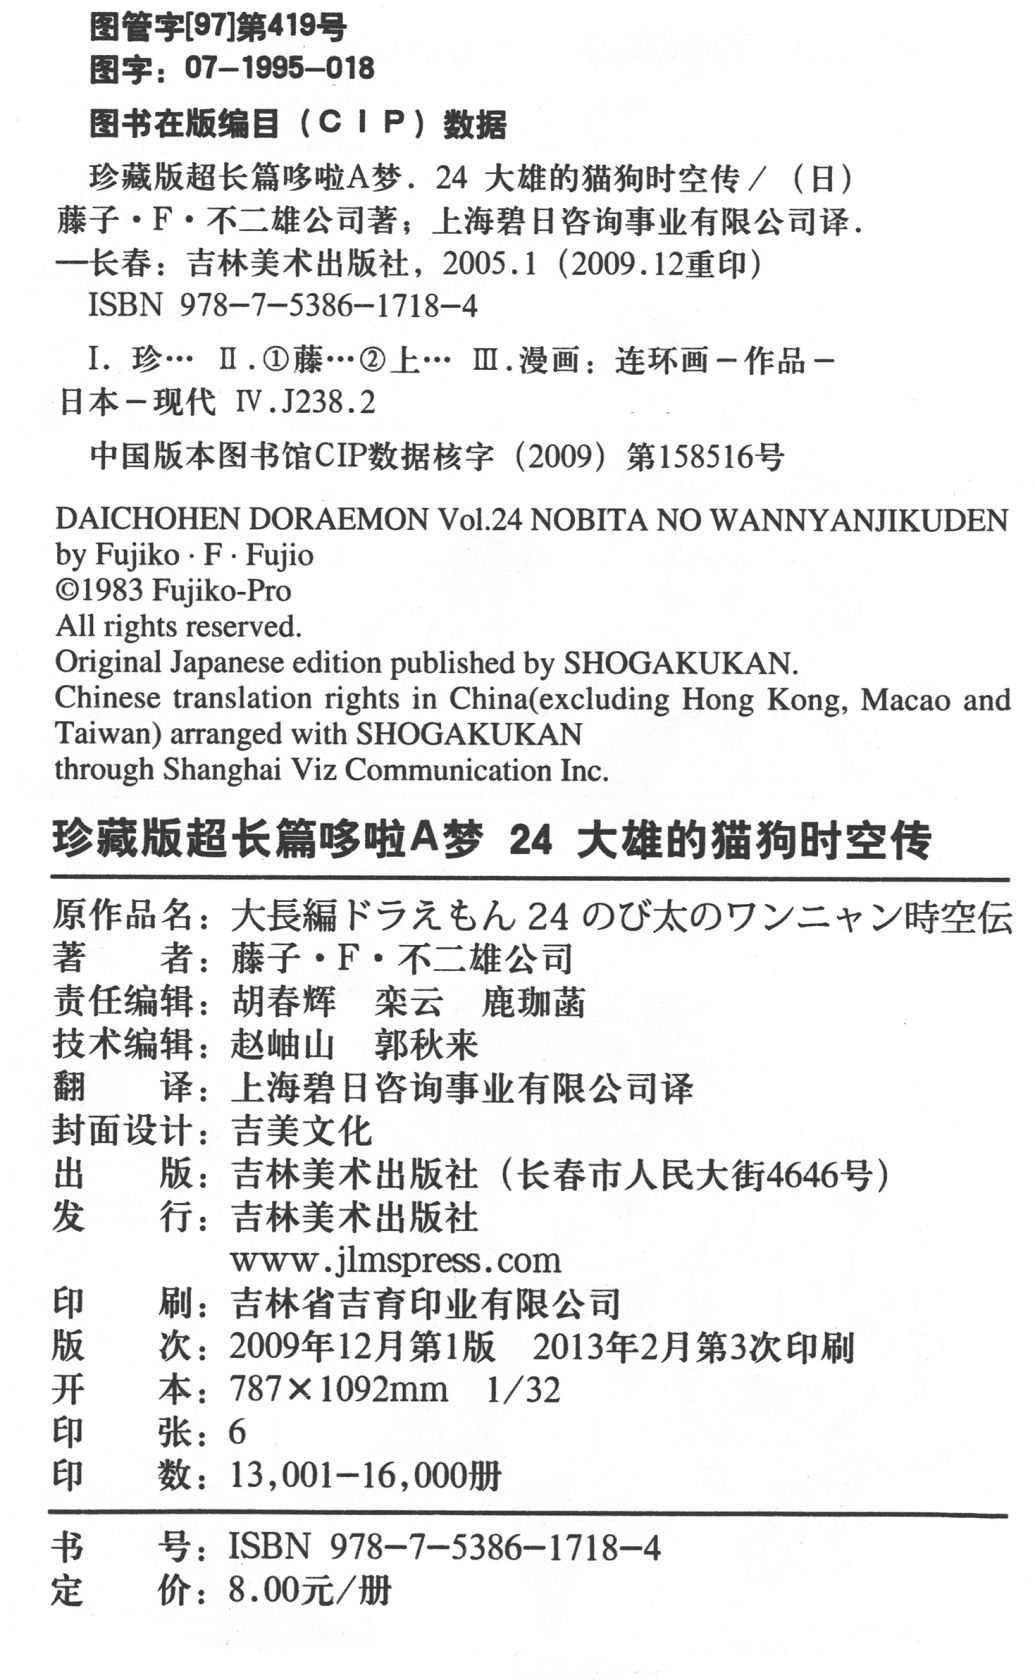 图管字[97]第419号
图字：07-1995-018
图书在版编目（CIP）数据
珍藏版超长篇哆啦A梦．24 大雄的猫狗时空传／（日）
藤子·F·不二雄公司著；上海碧日咨询事业有限公司译．
—长春：吉林美术出版社，2005.1（2009.12重印）
ISBN 978-7-5386-1718-4
Ⅰ．珍… Ⅱ.①藤…②上… Ⅲ.漫画：连环画－作品－
日本－现代 Ⅳ.J238.2
中国版本图书馆CIP数据核字（2009）第158516号
DAICHOHEN DORAEMON Vol.24 NOBITA NO WANNYANJIKUDEN
by Fujiko · F · Fujio
©1983 Fujiko-Pro
All rights reserved.
Original Japanese edition published by SHOGAKUKAN.
Chinese translation rights in China(excluding Hong Kong, Macao and
Taiwan) arranged with SHOGAKUKAN
through Shanghai Viz Communication Inc.
珍藏版超长篇哆啦A梦 24 大雄的猫狗时空传
原作品名：大長編ドラえもん 24 のび太のワンニャン時空伝
著　　者：藤子·F·不二雄公司
责任编辑：胡春辉　栾云　鹿珈菡
技术编辑：赵岫山　郭秋来
翻　　译：上海碧日咨询事业有限公司译
封面设计：吉美文化
出　　版：吉林美术出版社（长春市人民大街4646号）
发　　行：吉林美术出版社
www.jlmspress.com
印　　刷：吉林省吉育印业有限公司
版　　次：2009年12月第1版　2013年2月第3次印刷
开　　本：787×1092mm　1/32
印　　张：6
印　　数：13,001-16,000册
书　　号：ISBN 978-7-5386-1718-4
定　　价：8.00元/册